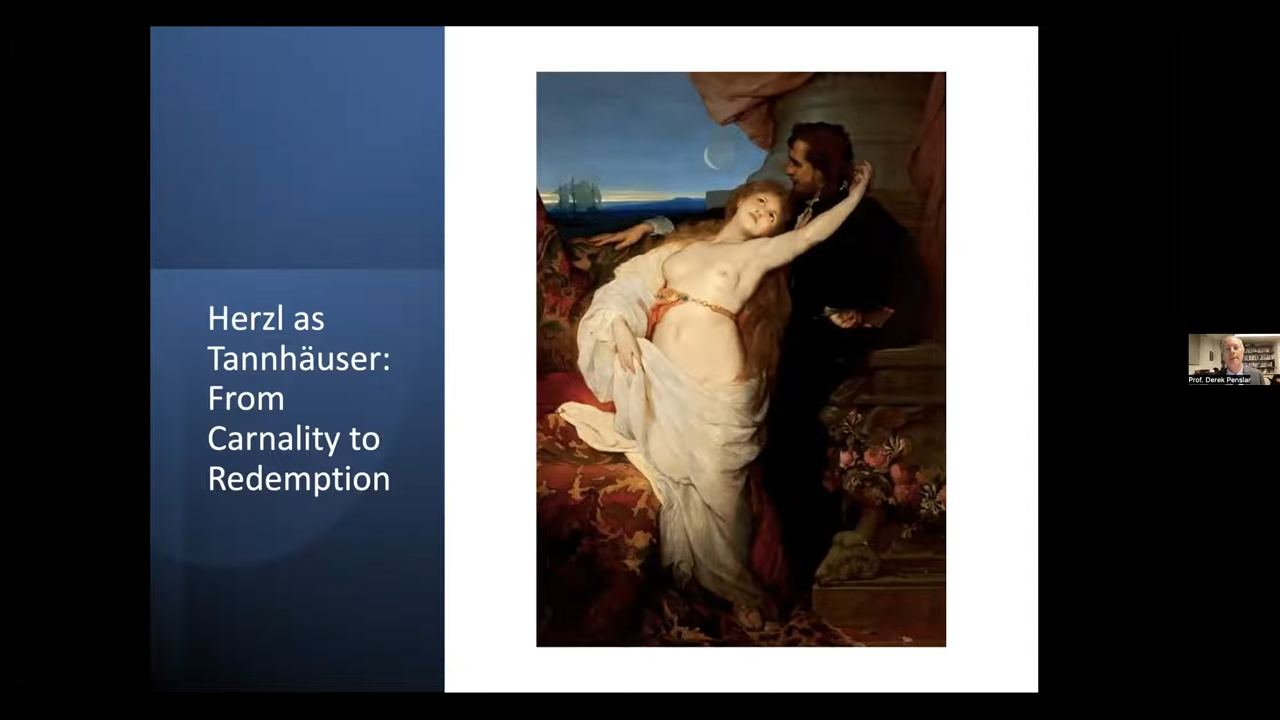 Herzl as
Tannhäuser:
From
Carnality to
Redemption
Prof. Derek Penslar